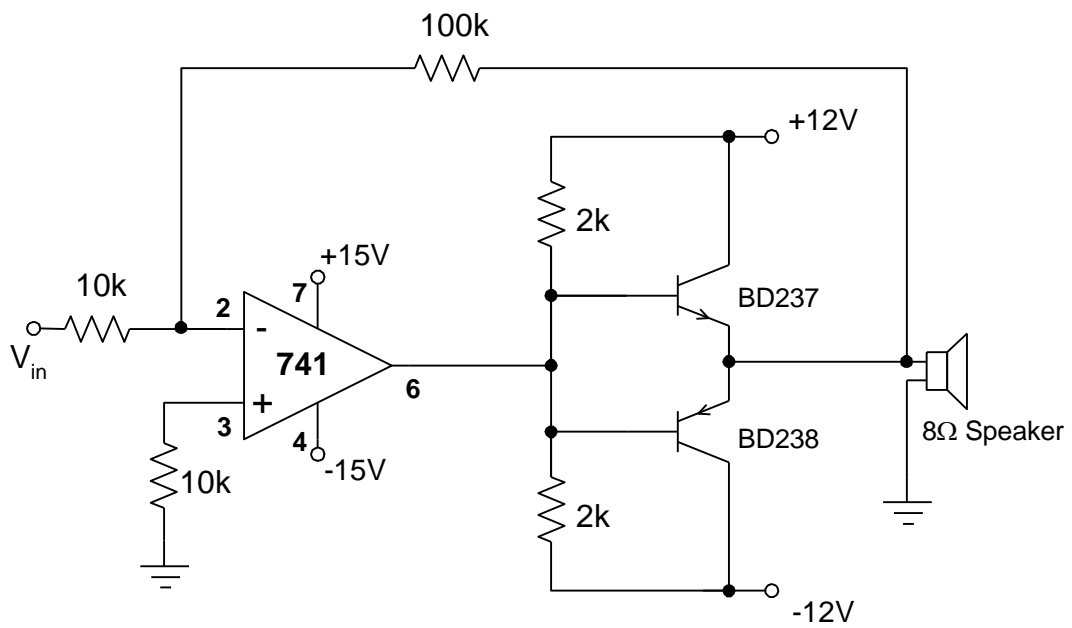 100k
+12V
2k
+15V
10k
7
BD237
2
-
V_in
741
6
+
3
4
BD238
8Ω Speaker
-15V
10k
2k
-12V